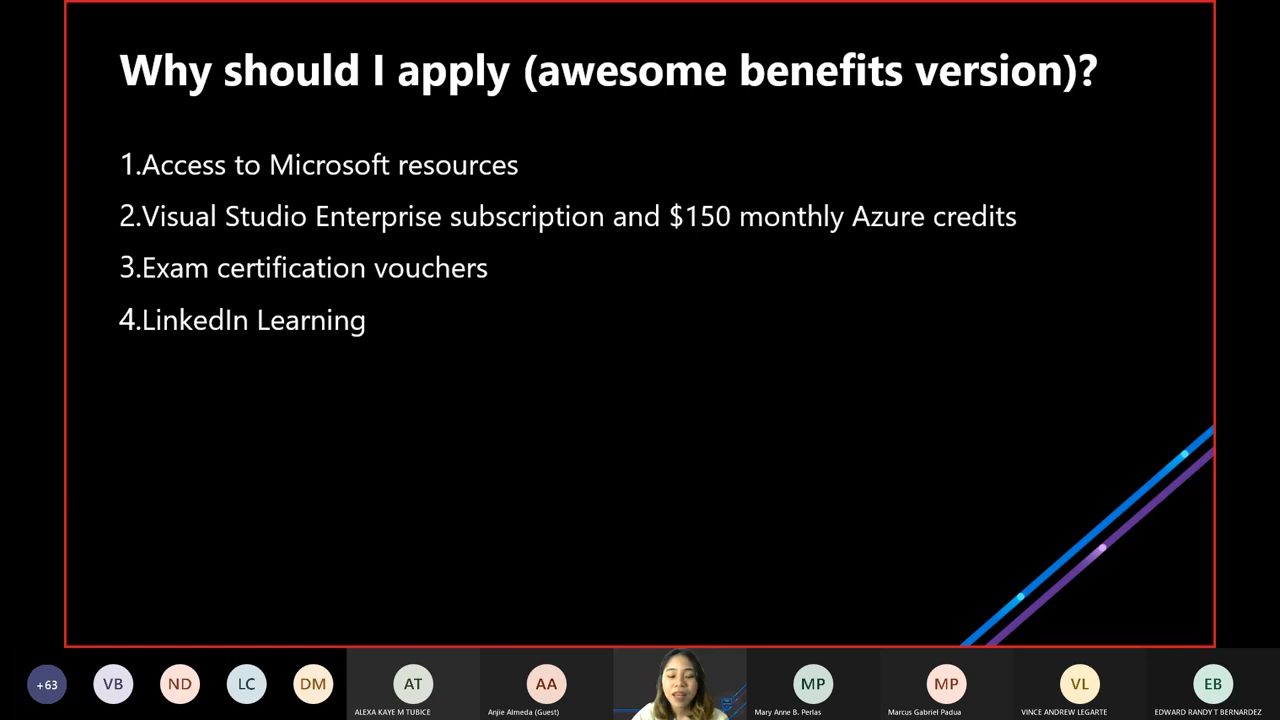 Why should I apply (awesome benefits version)?
1.Access to Microsoft resources
2.Visual Studio Enterprise subscription and $150 monthly Azure credits
3.Exam certification vouchers
4.LinkedIn Learning
+63
VB
ND
LC
DM
AT
AA
MP
MP
VL
EB
ALEXA KAYE M TUBICE
Anjie Almeda (Guest)
Mary Anne B. Perlas
Marcus Gabriel Padua
VINCE ANDREW LEGARTE
EDWARD RANDY T BERNARDEZ